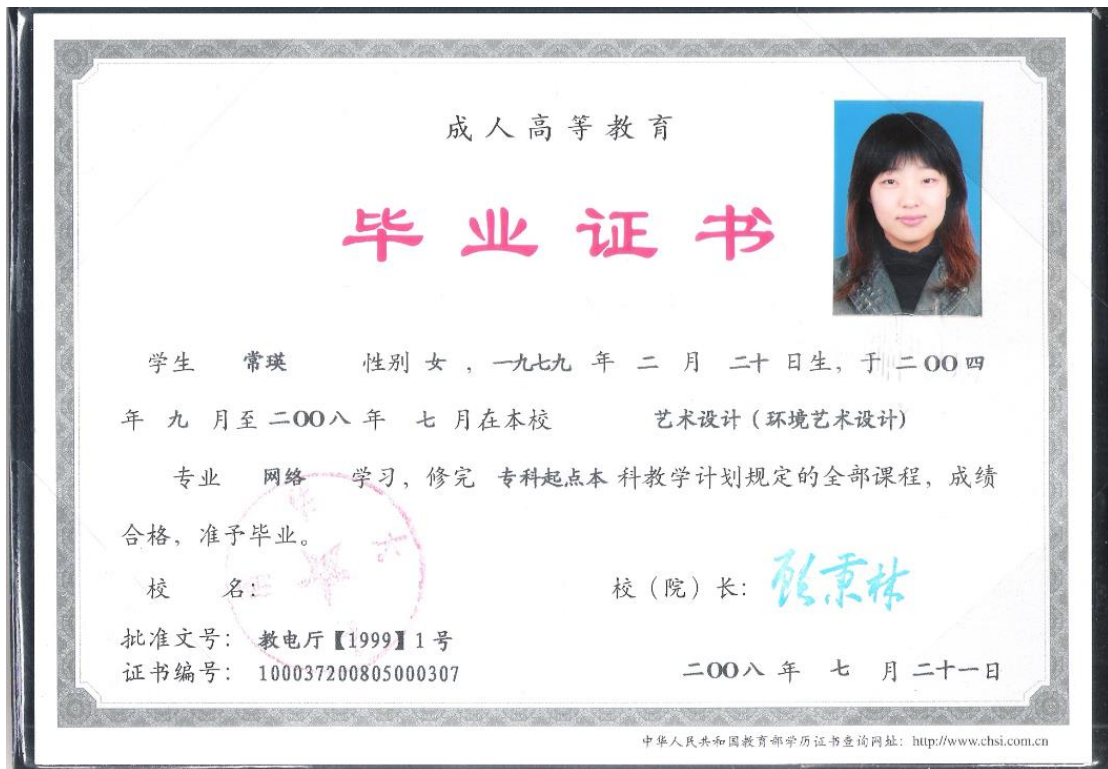 成人高等教育
毕业证书
学生 常瑛 性别 女 , 一九七九 年 二 月 二十 日生, 于 二OO四
年 九 月至 二OO八 年 七 月在本校 艺术设计(环境艺术设计)
专业 网络 学习, 修完 专科起点本 科教学计划规定的全部课程, 成绩
合格, 准予毕业。
校 名: 校(院)长: 顾秉林
批准文号: 教电厅【1999】1号
证书编号: 100037200805000307 二OO八 年 七 月 二十一日
中华人民共和国教育部学历证书查询网址: http://www.chsi.com.cn